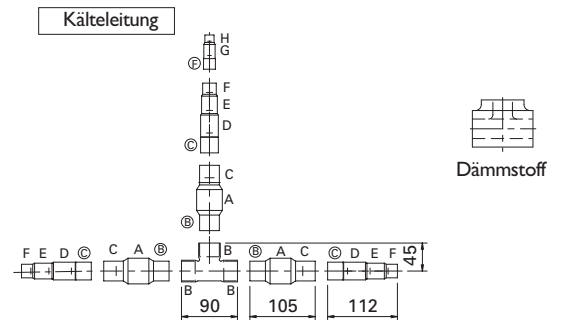 Kälteleitung
H
G
Ⓕ
F
E
D
Ⓒ
C
A
Ⓑ
Dämmstoff
F E D Ⓒ C A Ⓑ B Ⓑ A C Ⓒ D E F
B B
45
90 105 112